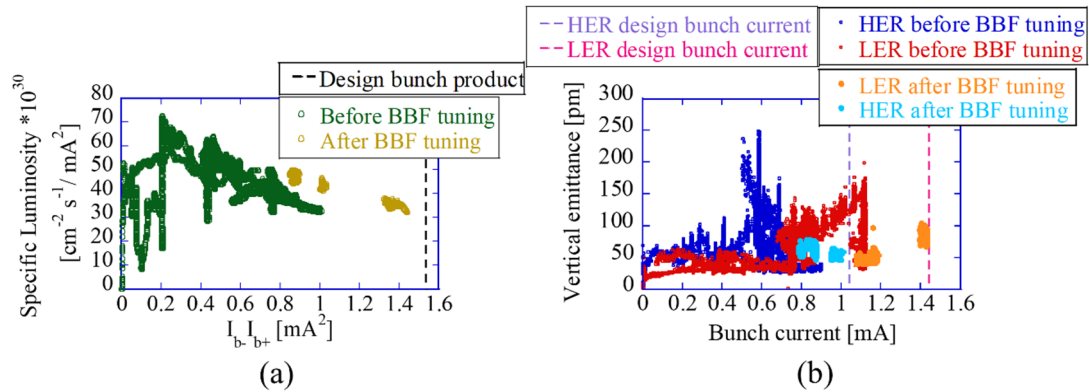 Design bunch product
Before BBF tuning
After BBF tuning
Specific Luminosity *10^30
[cm^-2 s^-1/ mA^2]
80
70
60
50
40
30
20
10
0
0 0.2 0.4 0.6 0.8 1 1.2 1.4 1.6
I_b-I_b+ [mA^2]
(a)
HER design bunch current
LER design bunch current
HER before BBF tuning
LER before BBF tuning
LER after BBF tuning
HER after BBF tuning
Vertical emittance [pm]
300
250
200
150
100
50
0
0 0.2 0.4 0.6 0.8 1 1.2 1.4 1.6
Bunch current [mA]
(b)